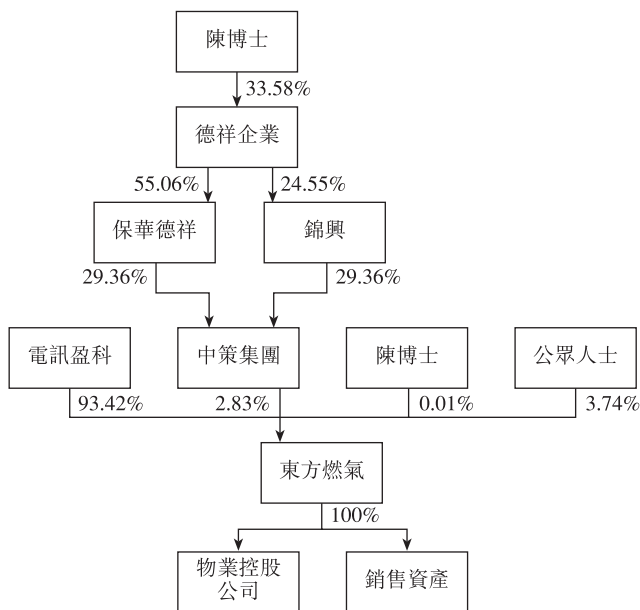 陳博士
33.58%
德祥企業
55.06% 24.55%
保華德祥 錦興
29.36% 29.36%
電訊盈科 中策集團 陳博士 公眾人士
93.42% 2.83% 0.01% 3.74%
東方燃氣
100%
物業控股
公司
銷售資產